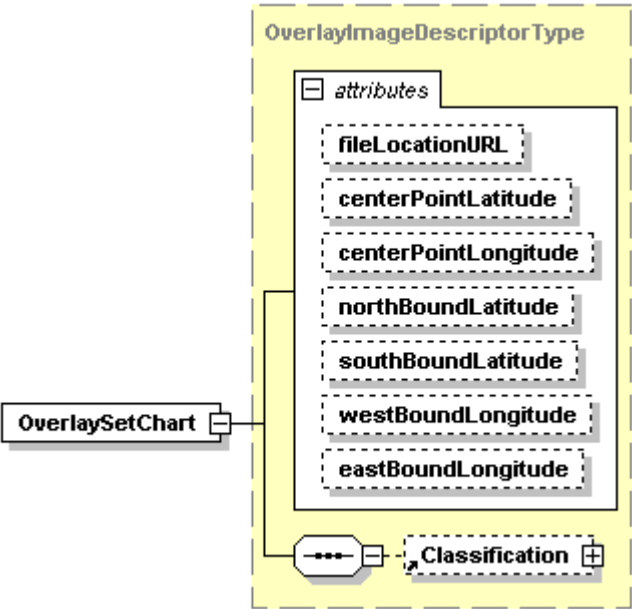 OverlayImageDescriptorType
attributes
fileLocationURL
centerPointLatitude
centerPointLongitude
northBoundLatitude
southBoundLatitude
OverlaySetChart
westBoundLongitude
eastBoundLongitude
Classification